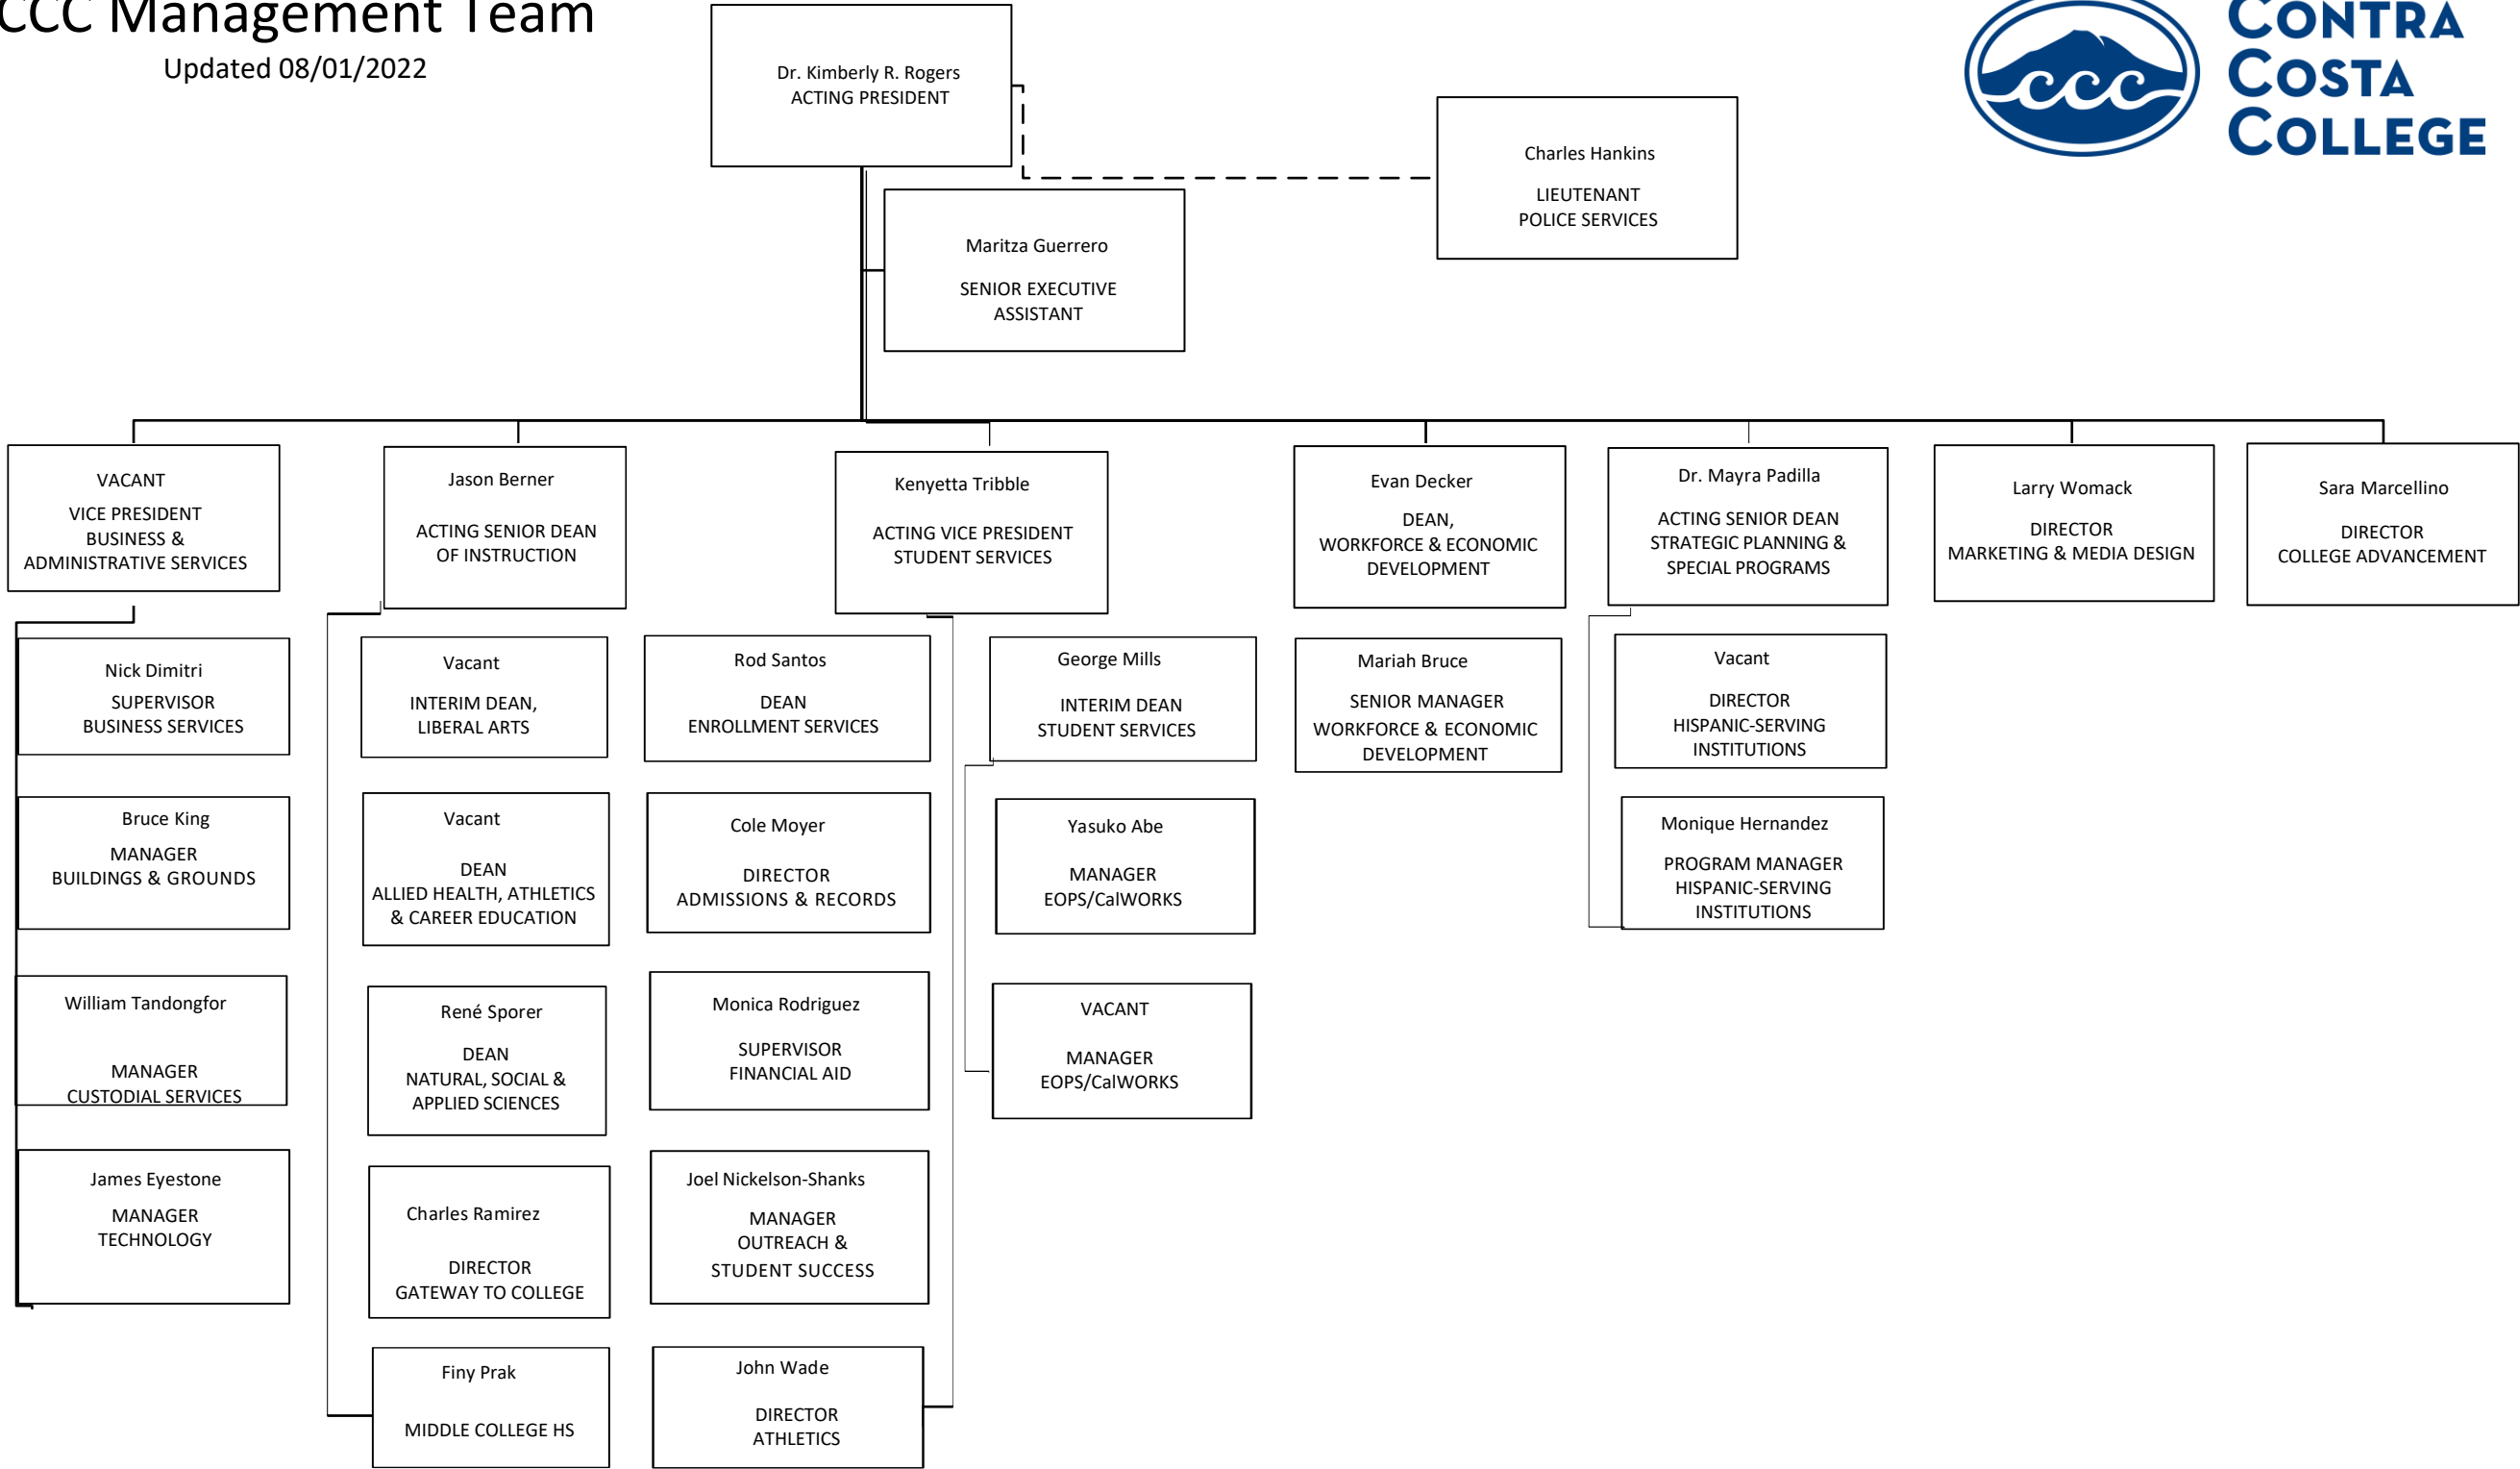 CCC Management Team
Updated 08/01/2022
Dr. Kimberly R. Rogers
ACTING PRESIDENT
ccc
CONTRA
COSTA
COLLEGE
Charles Hankins
LIEUTENANT
POLICE SERVICES
Maritza Guerrero
SENIOR EXECUTIVE
ASSISTANT
VACANT
VICE PRESIDENT
BUSINESS &
ADMINISTRATIVE SERVICES
Jason Berner
ACTING SENIOR DEAN
OF INSTRUCTION
Kenyetta Tribble
ACTING VICE PRESIDENT
STUDENT SERVICES
Evan Decker
DEAN,
WORKFORCE & ECONOMIC
DEVELOPMENT
Dr. Mayra Padilla
ACTING SENIOR DEAN
STRATEGIC PLANNING &
SPECIAL PROGRAMS
Larry Womack
DIRECTOR
MARKETING & MEDIA DESIGN
Sara Marcellino
DIRECTOR
COLLEGE ADVANCEMENT
Nick Dimitri
SUPERVISOR
BUSINESS SERVICES
Vacant
INTERIM DEAN,
LIBERAL ARTS
Rod Santos
DEAN
ENROLLMENT SERVICES
George Mills
INTERIM DEAN
STUDENT SERVICES
Mariah Bruce
SENIOR MANAGER
WORKFORCE & ECONOMIC
DEVELOPMENT
Vacant
DIRECTOR
HISPANIC-SERVING
INSTITUTIONS
Bruce King
MANAGER
BUILDINGS & GROUNDS
Vacant
DEAN
ALLIED HEALTH, ATHLETICS
& CAREER EDUCATION
Cole Moyer
DIRECTOR
ADMISSIONS & RECORDS
Yasuko Abe
MANAGER
EOPS/CalWORKS
Monique Hernandez
PROGRAM MANAGER
HISPANIC-SERVING
INSTITUTIONS
William Tandongfor
MANAGER
CUSTODIAL SERVICES
René Sporer
DEAN
NATURAL, SOCIAL &
APPLIED SCIENCES
Monica Rodriguez
SUPERVISOR
FINANCIAL AID
VACANT
MANAGER
EOPS/CalWORKS
James Eyestone
MANAGER
TECHNOLOGY
Charles Ramirez
DIRECTOR
GATEWAY TO COLLEGE
Joel Nickelson-Shanks
MANAGER
OUTREACH &
STUDENT SUCCESS
Finy Prak
MIDDLE COLLEGE HS
John Wade
DIRECTOR
ATHLETICS